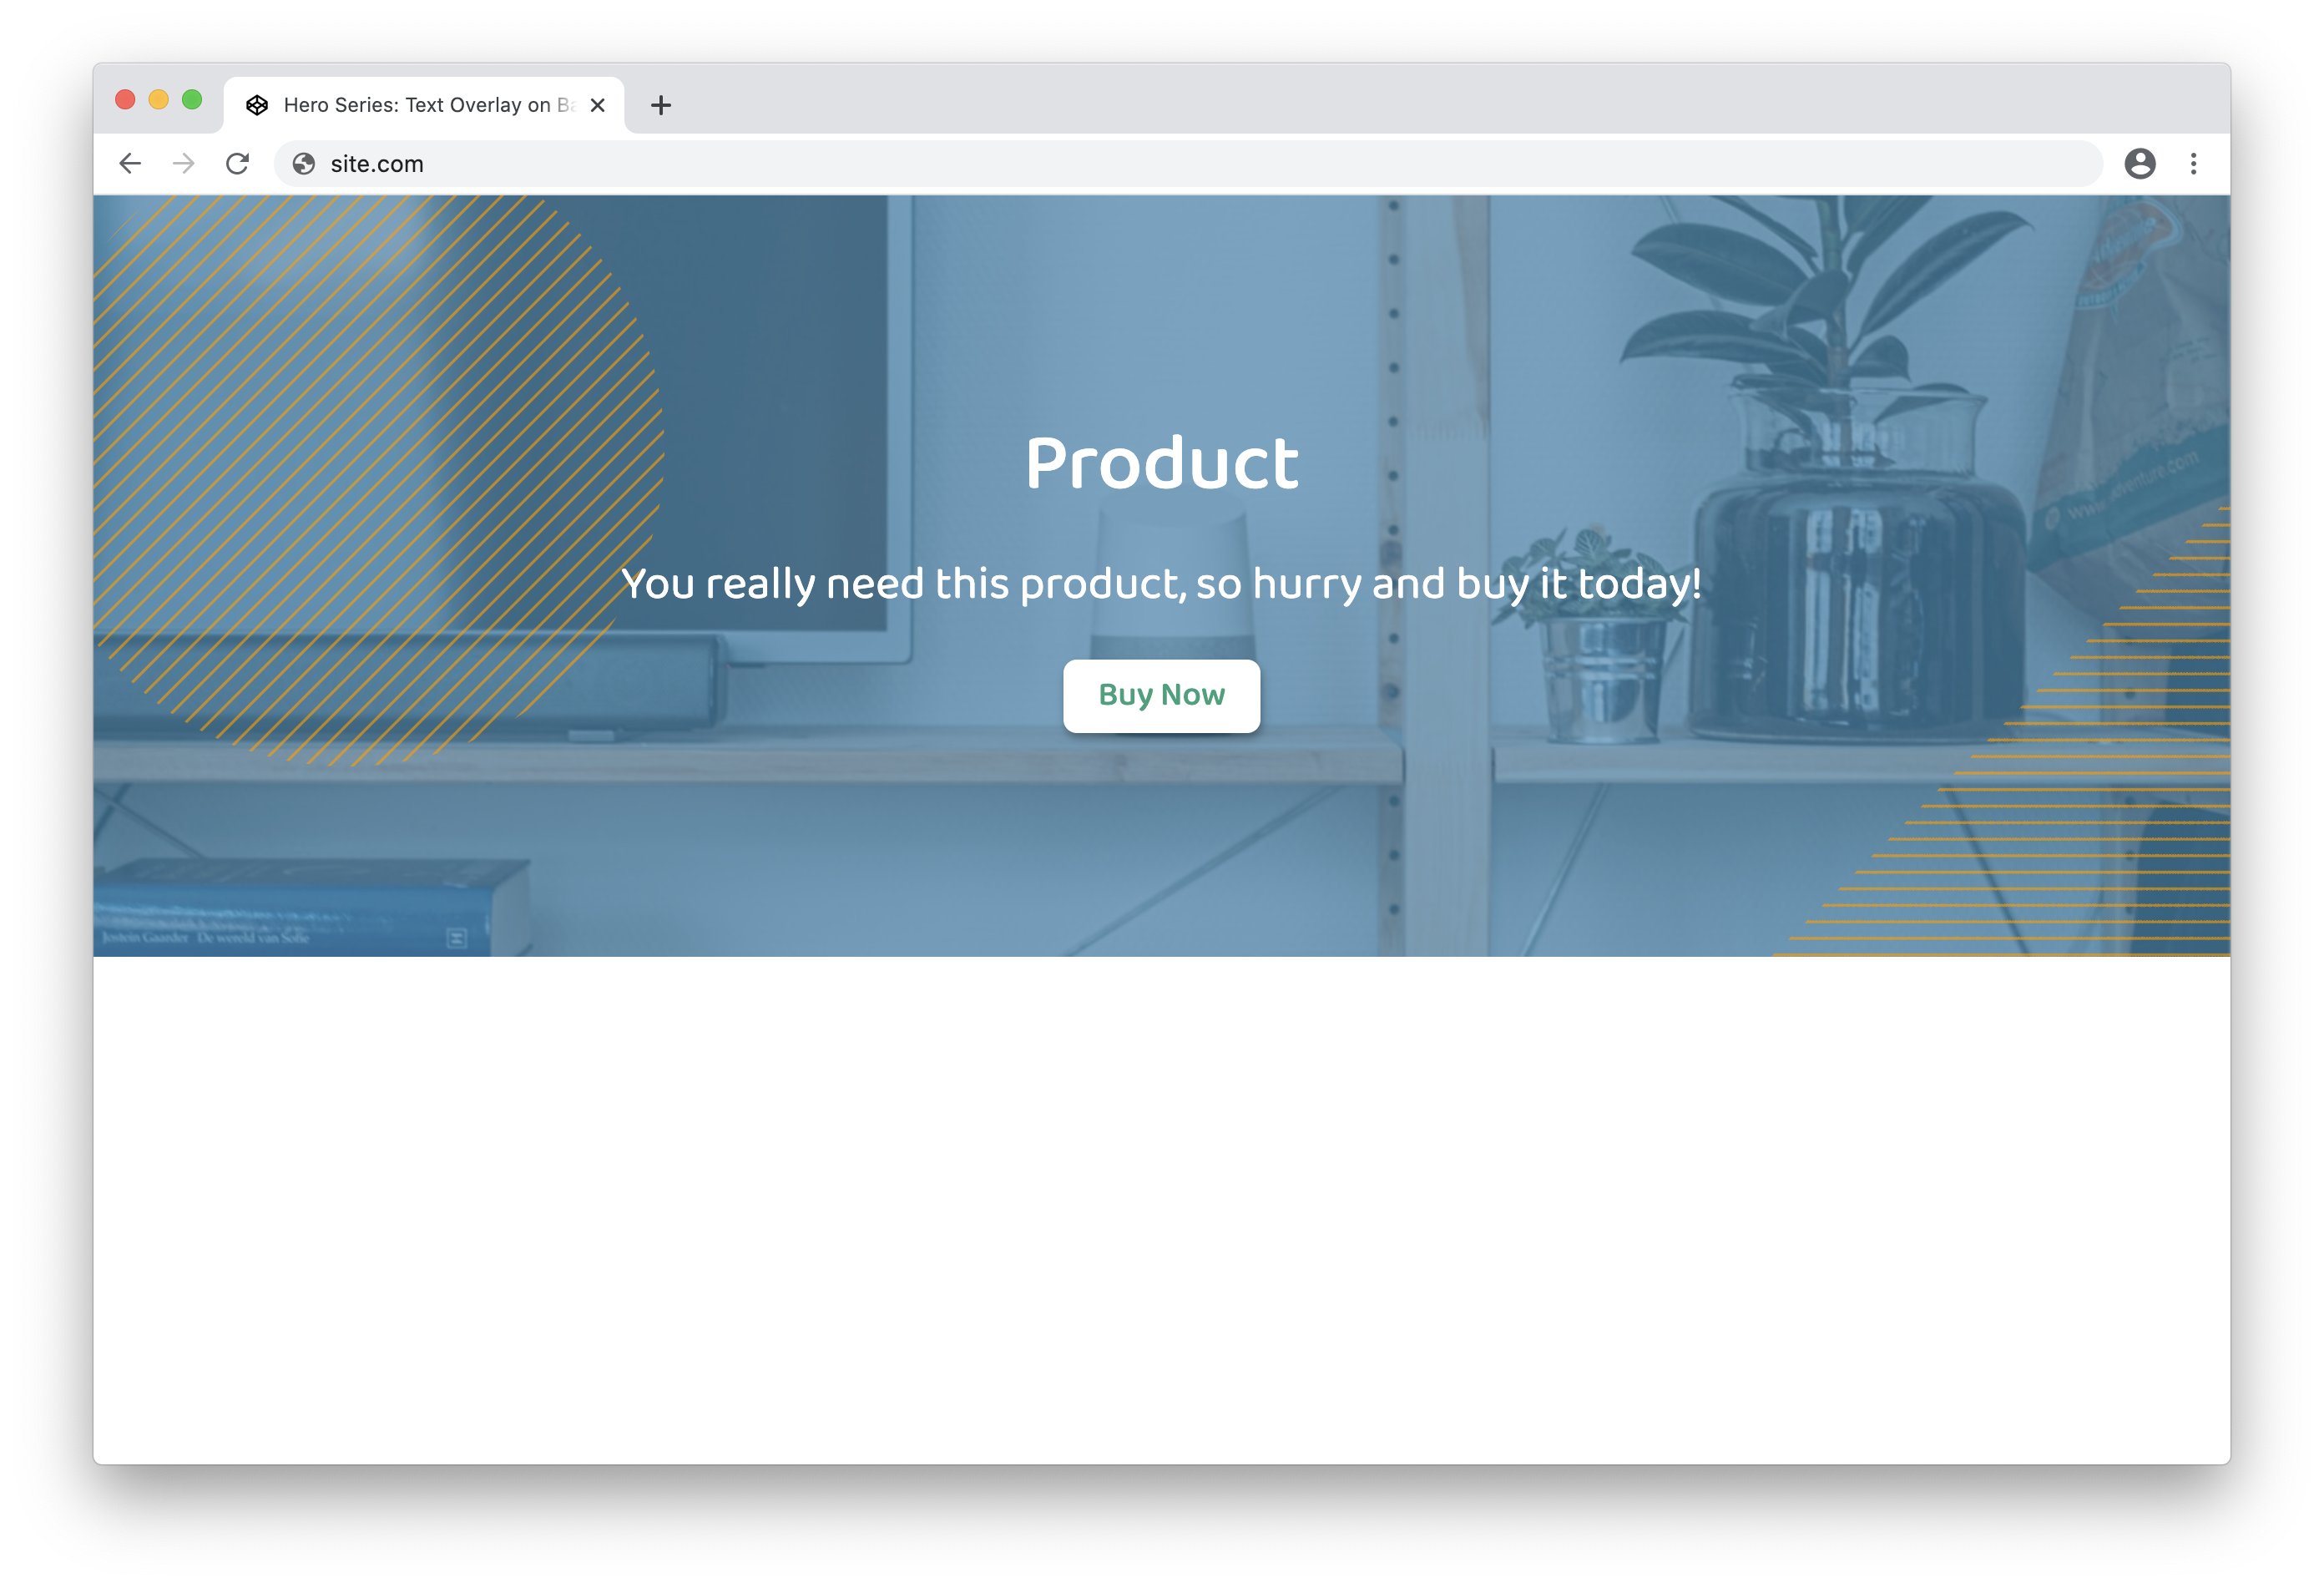 Hero Series: Text Overlay on
site.com
Product
You really need this product, so hurry and buy it today!
Buy Now
Jostein Gaarder De wereld van Sofie